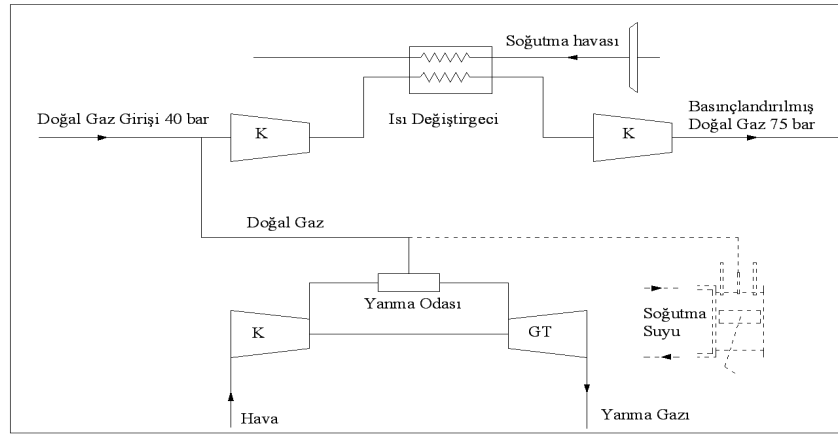 Soğutma havası
Doğal Gaz Girişi 40 bar
K
Isı Değiştirgeci
K
Basınçlandırılmış
Doğal Gaz 75 bar
Doğal Gaz
Yanma Odası
K
GT
Soğutma
Suyu
Hava
Yanma Gazı